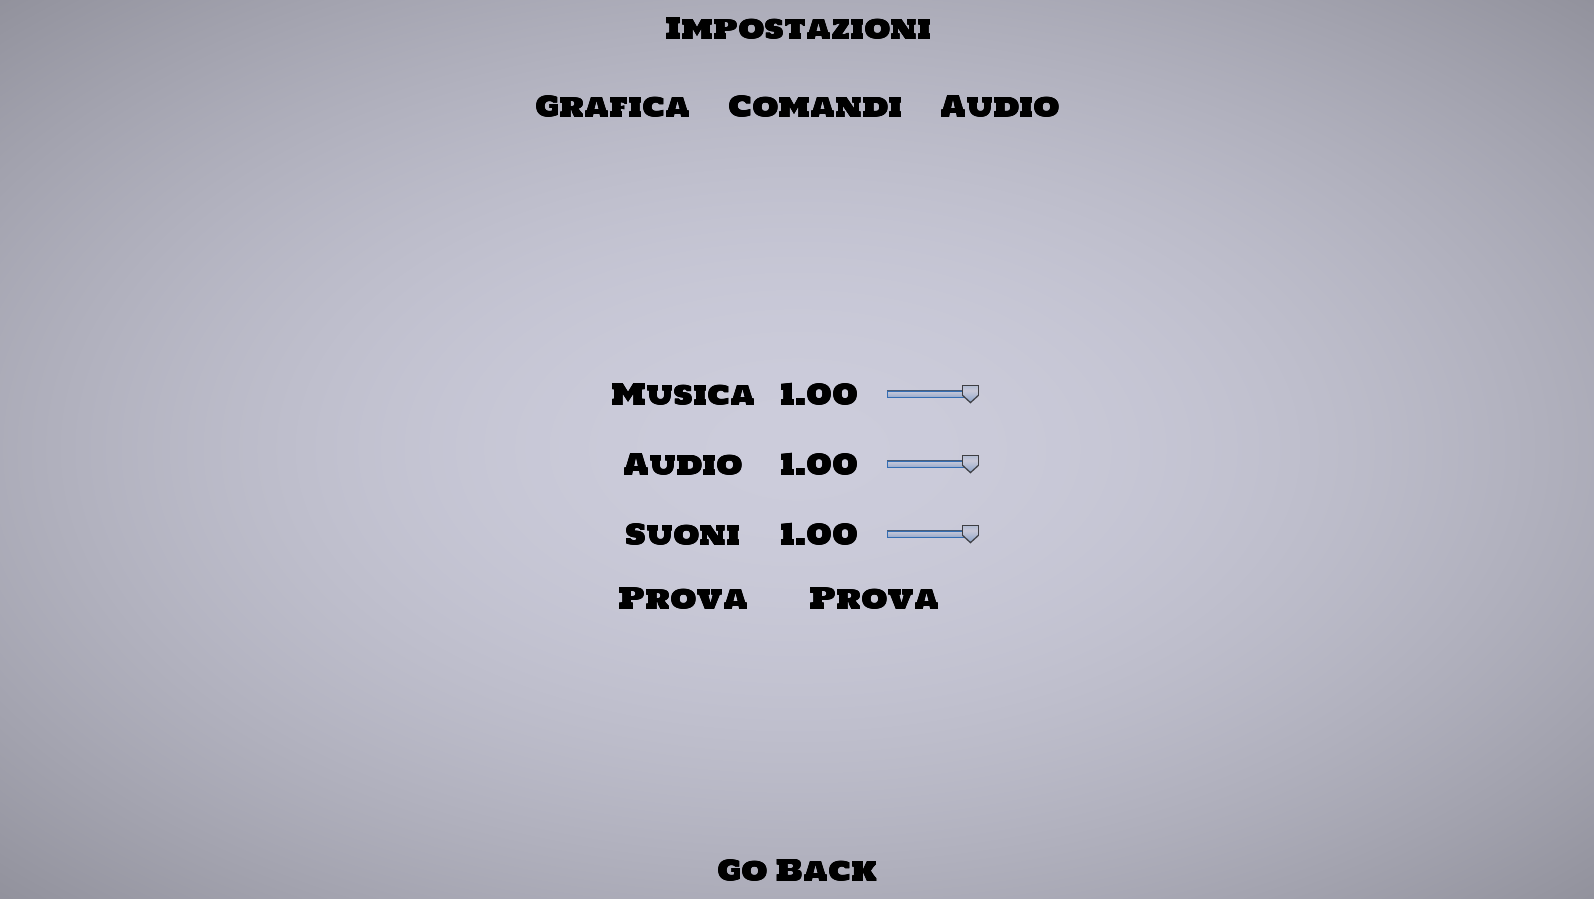 Impostazioni
Grafica Comandi Audio
Musica 1.00
Audio 1.00
Suoni 1.00
Prova Prova
Go Back